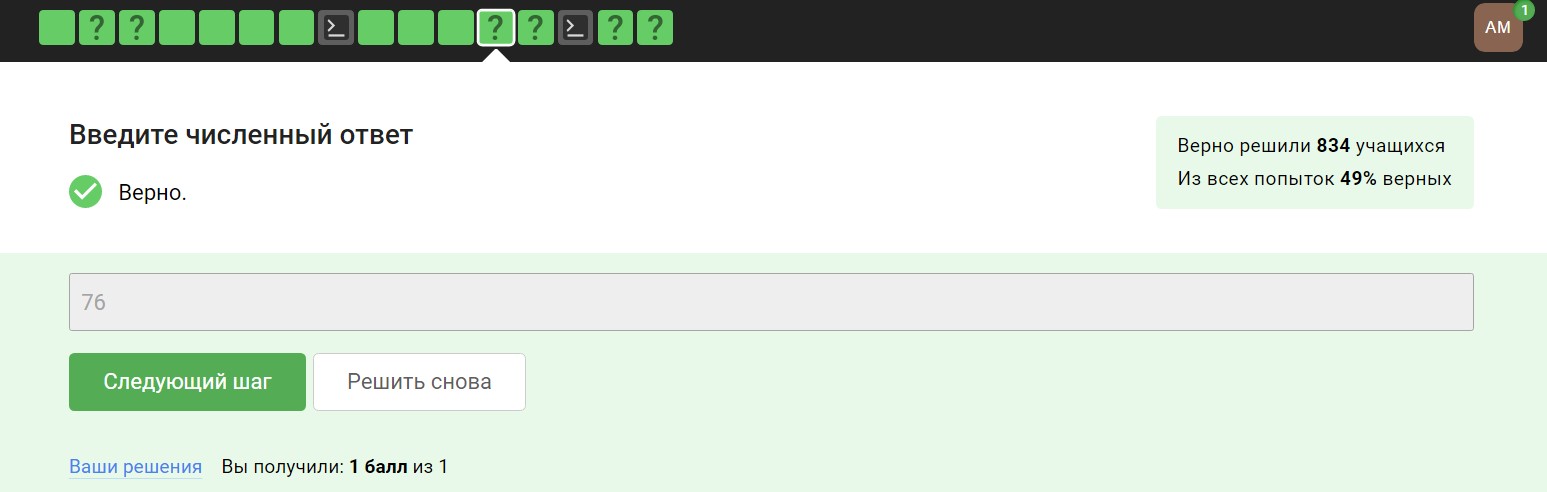 ? ? ? ? ? ?
AM 1
Введите численный ответ
Верно.
Верно решили 834 учащихся
Из всех попыток 49% верных
76
Следующий шаг Решить снова
Ваши решения Вы получили: 1 балл из 1